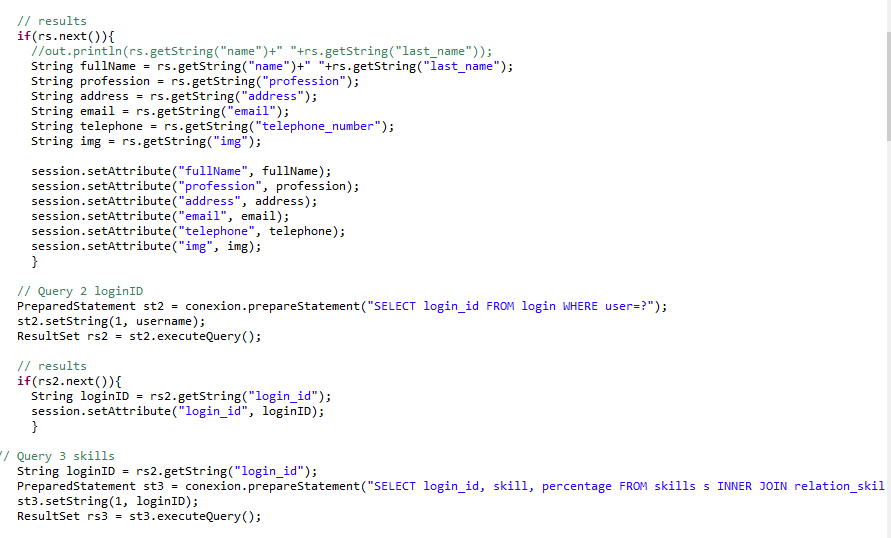 // results
if(rs.next()){
//out.println(rs.getString("name")+" "+rs.getString("last_name"));
String fullName = rs.getString("name")+" "+rs.getString("last_name");
String profession = rs.getString("profession");
String address = rs.getString("address");
String email = rs.getString("email");
String telephone = rs.getString("telephone_number");
String img = rs.getString("img");
session.setAttribute("fullName", fullName);
session.setAttribute("profession", profession);
session.setAttribute("address", address);
session.setAttribute("email", email);
session.setAttribute("telephone", telephone);
session.setAttribute("img", img);
}
// Query 2 loginID
PreparedStatement st2 = conexion.prepareStatement("SELECT login_id FROM login WHERE user=?");
st2.setString(1, username);
ResultSet rs2 = st2.executeQuery();
// results
if(rs2.next()){
String loginID = rs2.getString("login_id");
session.setAttribute("login_id", loginID);
}
// Query 3 skills
String loginID = rs2.getString("login_id");
PreparedStatement st3 = conexion.prepareStatement("SELECT login_id, skill, percentage FROM skills s INNER JOIN relation_skil
st3.setString(1, loginID);
ResultSet rs3 = st3.executeQuery();